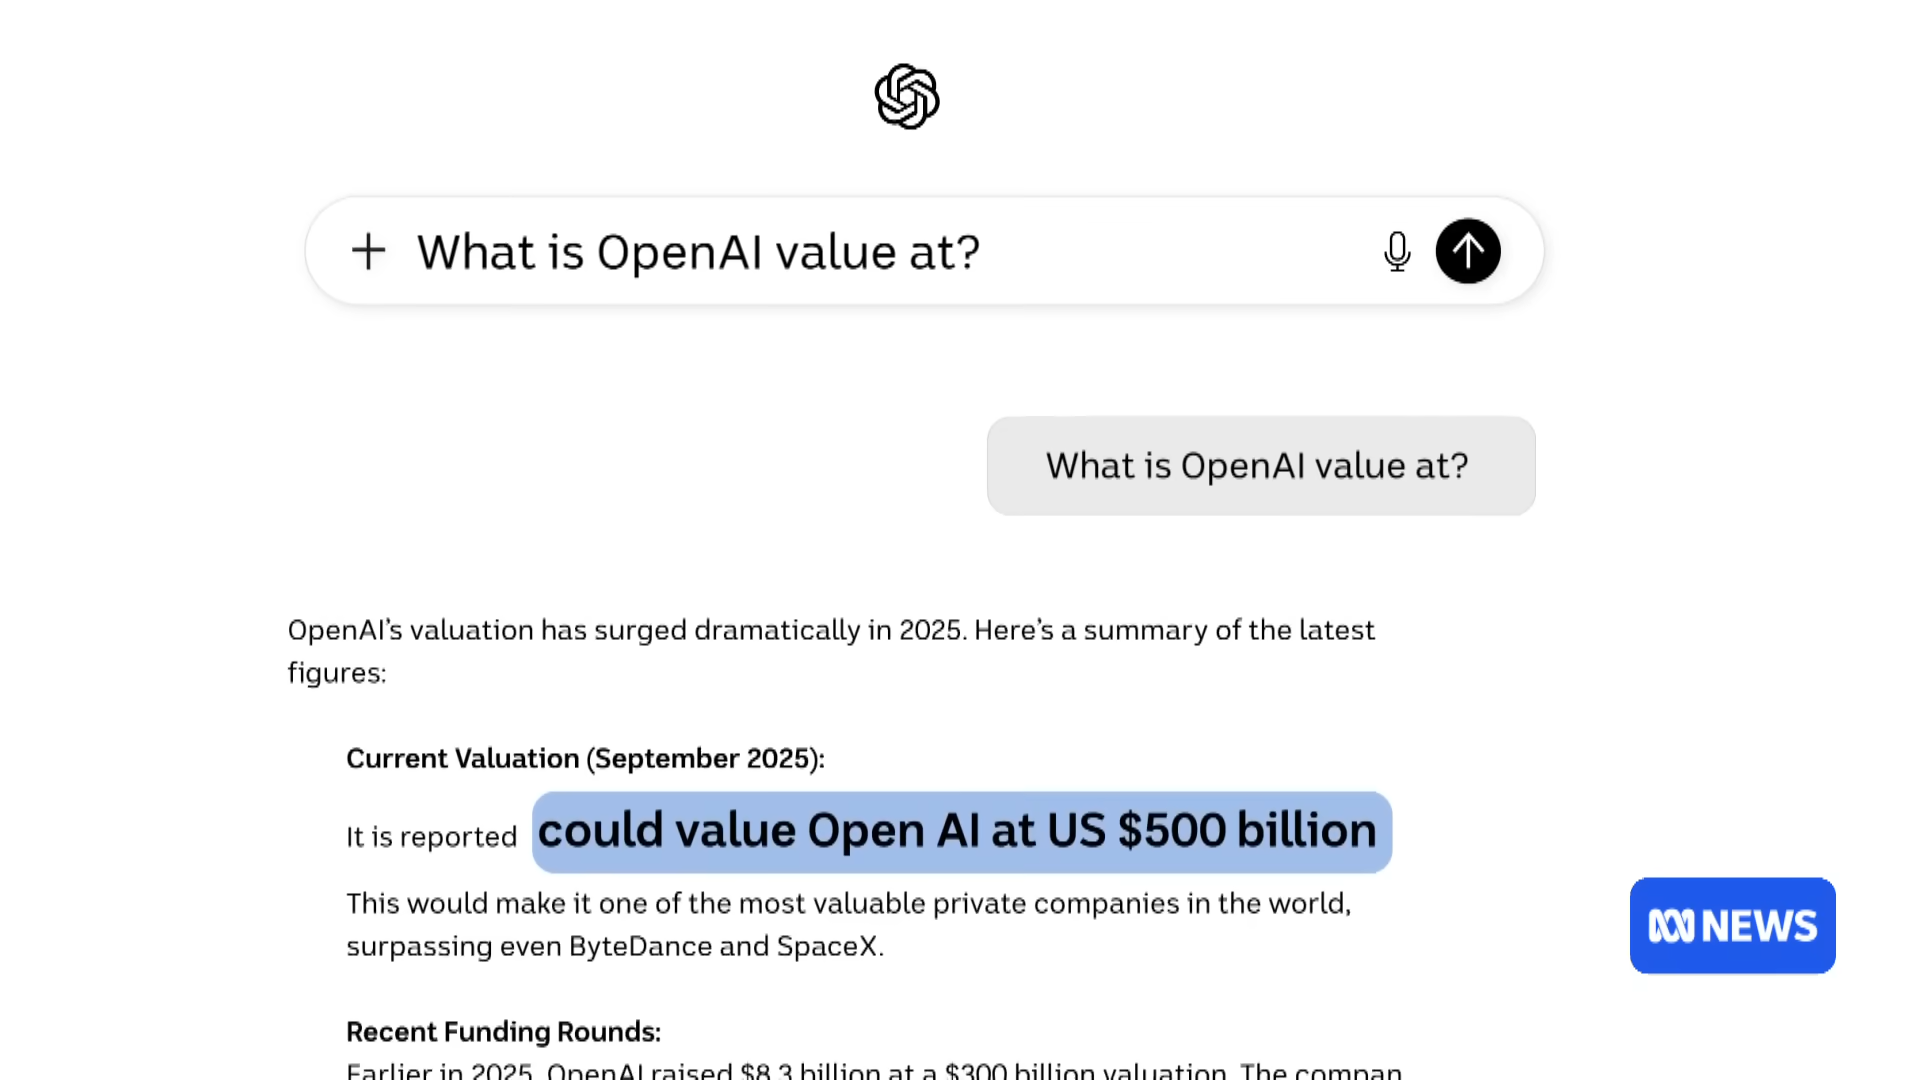 What is OpenAI value at?
What is OpenAI value at?
OpenAI’s valuation has surged dramatically in 2025. Here’s a summary of the latest
figures:
Current Valuation (September 2025):
It is reported could value Open AI at US $500 billion
This would make it one of the most valuable private companies in the world,
surpassing even ByteDance and SpaceX.
NEWS
Recent Funding Rounds:
Earlier in 2025, OpenAI raised $8.3 billion at a $300 billion valuation. The compan